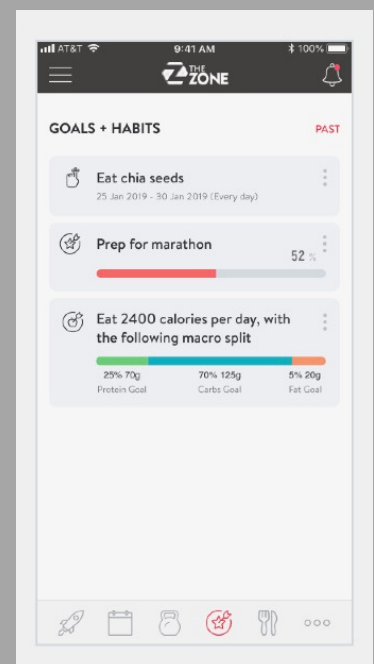 AT&T 9:41 AM 100%
THE ZONE
GOALS + HABITS PAST
Eat chia seeds
25 Jan 2019 - 30 Jan 2019 (Every day)
Prep for marathon
52 %
Eat 2400 calories per day, with
the following macro split
25% 70g 70% 125g 5% 20g
Protein Goal Carbs Goal Fat Goal